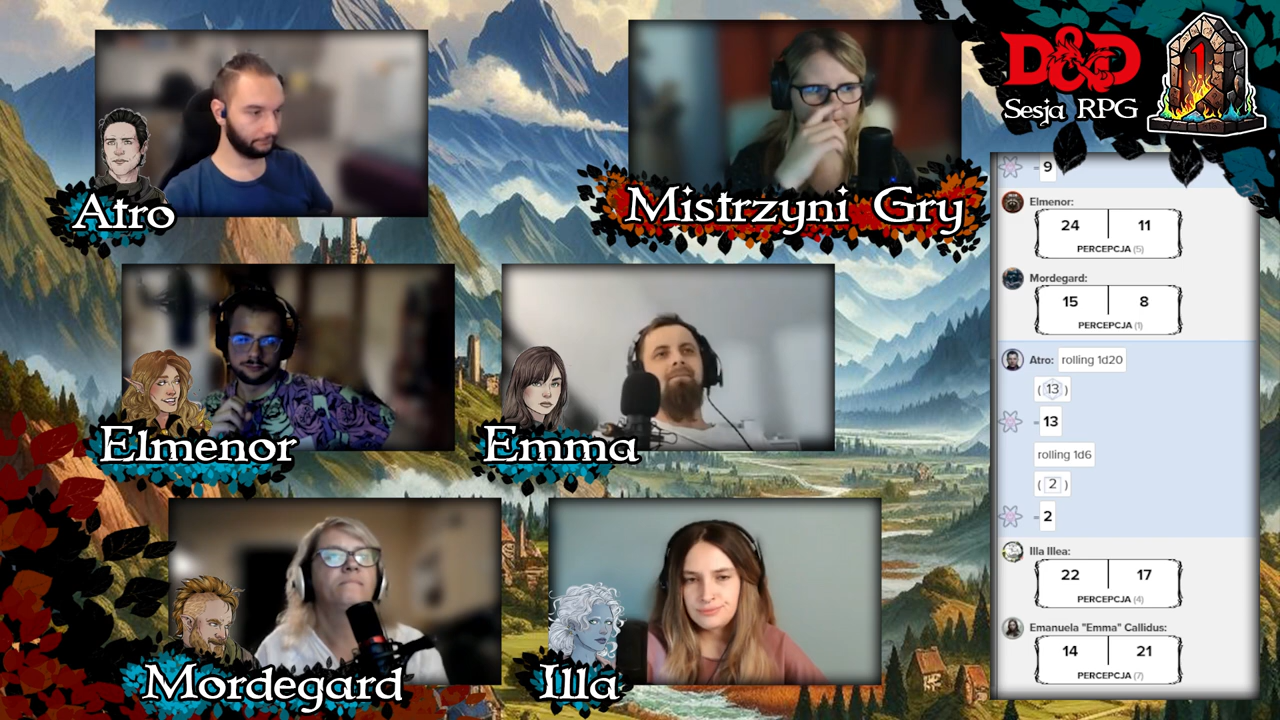 D&D
Sesja RPG
1
Atro
Mistrzyni Gry
Elmenor
Emma
Mordegard
Illa
= 9
Elmenor:
24 11
PERCEPCJA (5)
Mordegard:
15 8
PERCEPCJA (1)
Atro: rolling 1d20
( 13 )
= 13
rolling 1d6
( 2 )
= 2
Illa Illea:
22 17
PERCEPCJA (4)
Emanuela "Emma" Callidus:
14 21
PERCEPCJA (7)